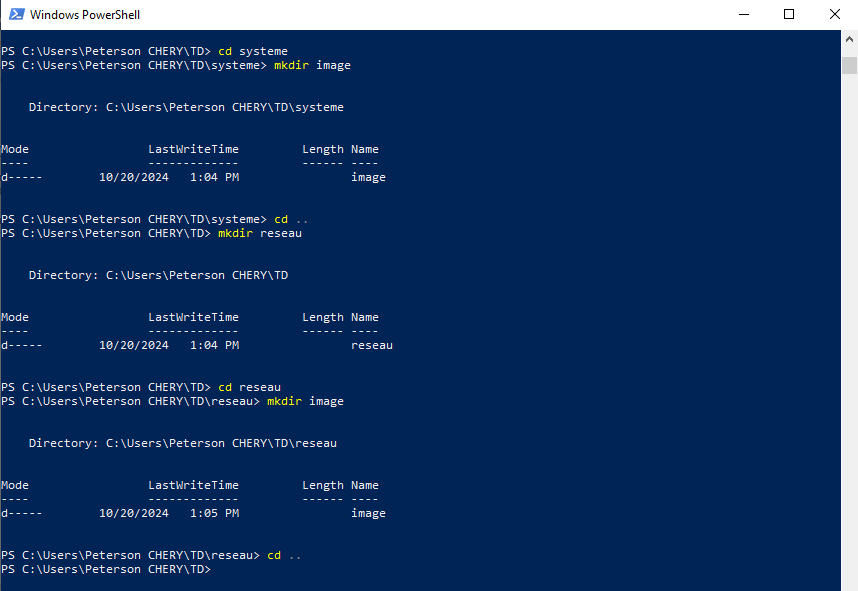 Windows PowerShell
PS C:\Users\Peterson CHERY\TD> cd systeme
PS C:\Users\Peterson CHERY\TD\systeme> mkdir image
Directory: C:\Users\Peterson CHERY\TD\systeme
Mode                 LastWriteTime         Length Name
----                 -------------         ------ ----
d-----        10/20/2024   1:04 PM                image
PS C:\Users\Peterson CHERY\TD\systeme> cd ..
PS C:\Users\Peterson CHERY\TD> mkdir reseau
Directory: C:\Users\Peterson CHERY\TD
Mode                 LastWriteTime         Length Name
----                 -------------         ------ ----
d-----        10/20/2024   1:04 PM                reseau
PS C:\Users\Peterson CHERY\TD> cd reseau
PS C:\Users\Peterson CHERY\TD\reseau> mkdir image
Directory: C:\Users\Peterson CHERY\TD\reseau
Mode                 LastWriteTime         Length Name
----                 -------------         ------ ----
d-----        10/20/2024   1:05 PM                image
PS C:\Users\Peterson CHERY\TD\reseau> cd ..
PS C:\Users\Peterson CHERY\TD>